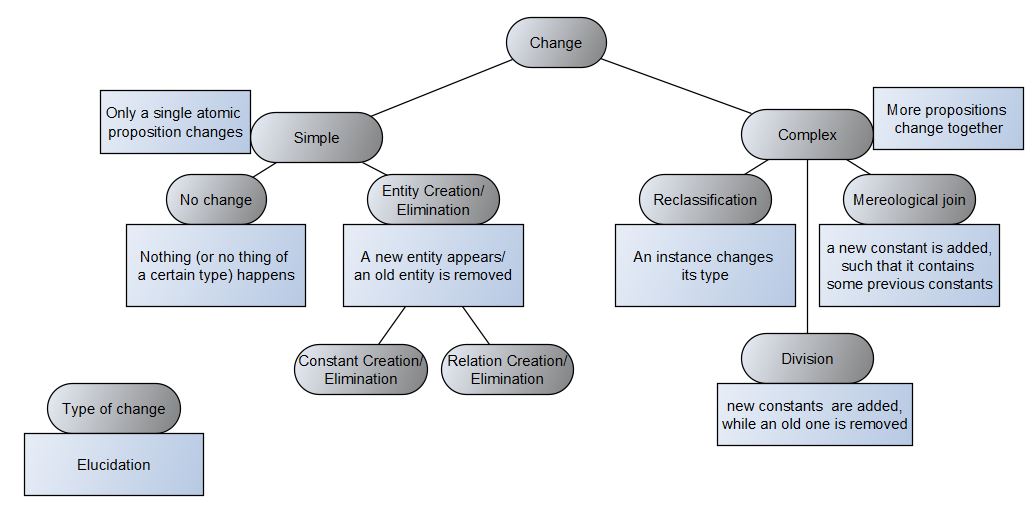 Change
Only a single atomic
proposition changes
Simple
Complex
More propositions
change together
No change
Nothing (or no thing of
a certain type) happens
Entity Creation/
Elimination
A new entity appears/
an old entity is removed
Reclassification
An instance changes
its type
Mereological join
a new constant is added,
such that it contains
some previous constants
Constant Creation/
Elimination
Relation Creation/
Elimination
Division
new constants are added,
while an old one is removed
Type of change
Elucidation